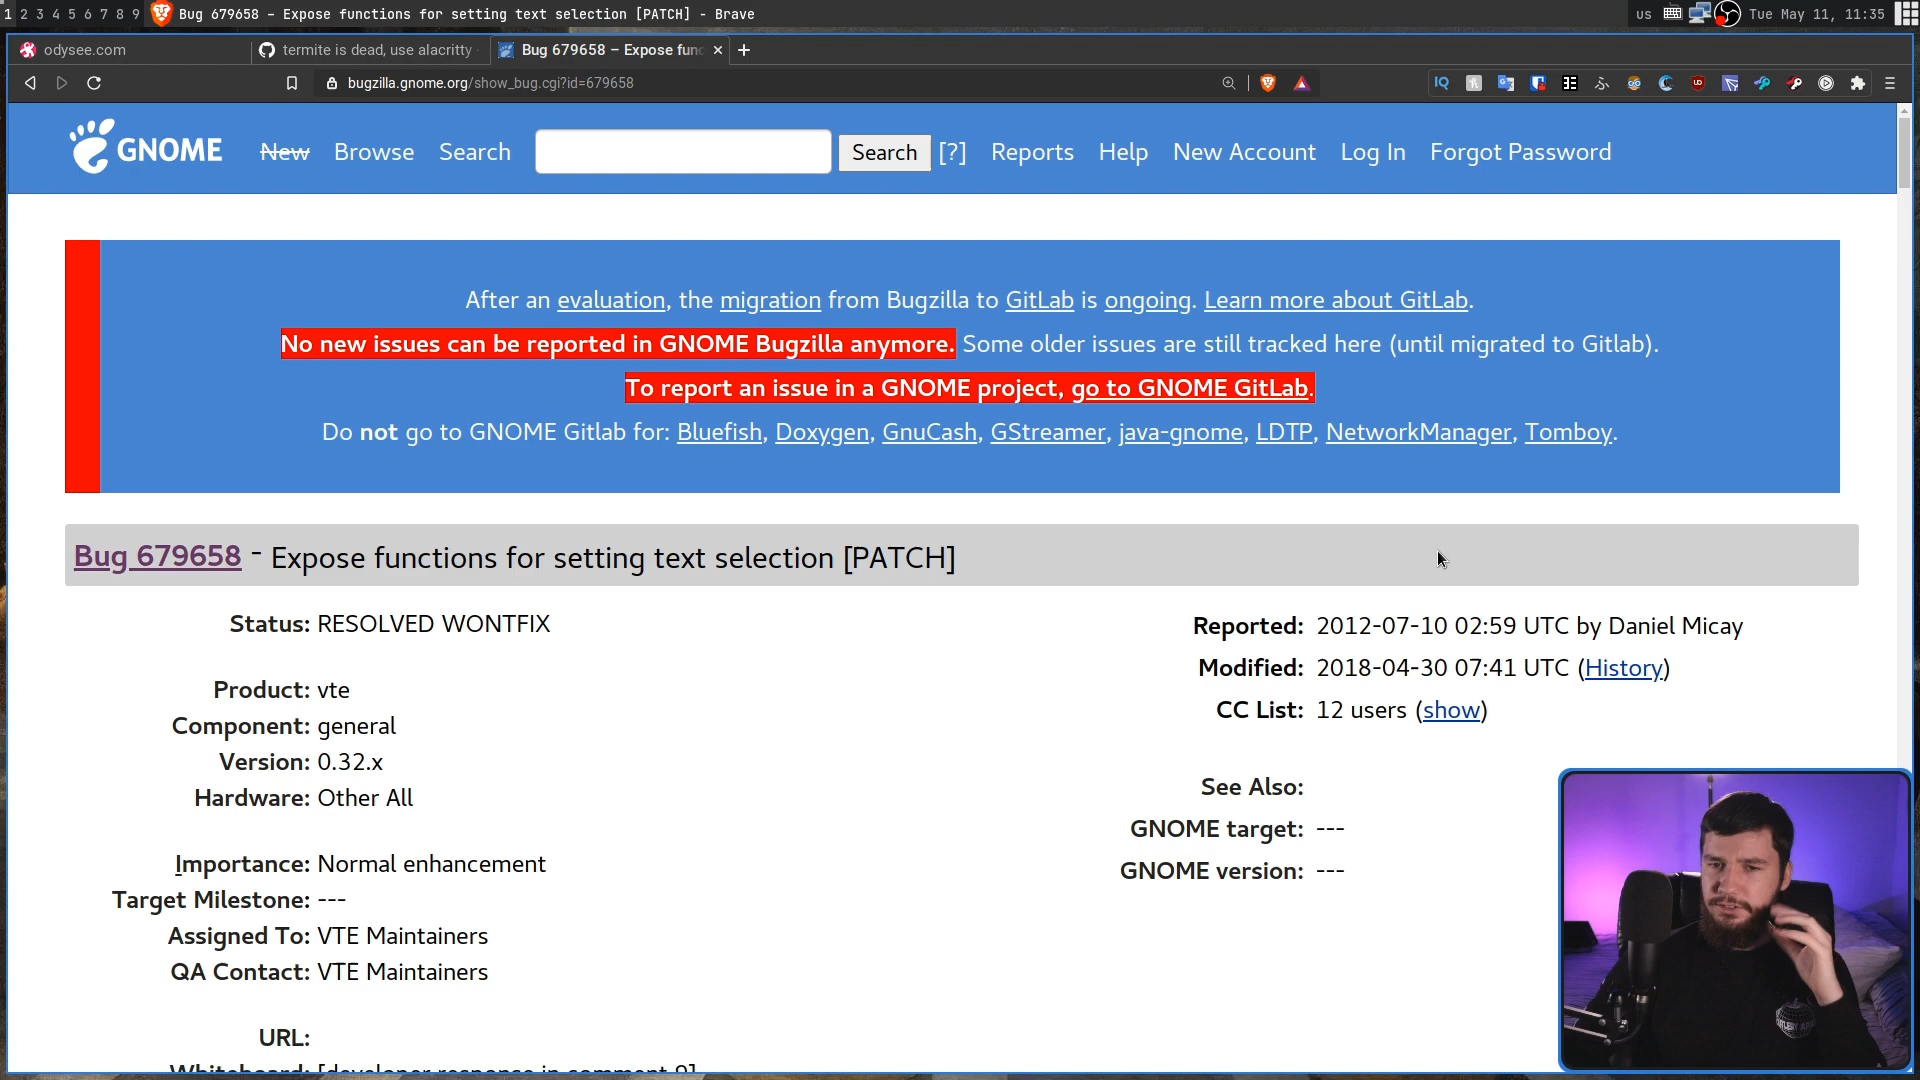 1 2 3 4 5 6 7 8 9 Bug 679658 – Expose functions for setting text selection [PATCH] - Brave
us Tue May 11, 11:35
odysee.com
termite is dead, use alacritty
Bug 679658 – Expose func
bugzilla.gnome.org/show_bug.cgi?id=679658
GNOME New Browse Search Search [?] Reports Help New Account Log In Forgot Password
After an evaluation, the migration from Bugzilla to GitLab is ongoing. Learn more about GitLab.
No new issues can be reported in GNOME Bugzilla anymore. Some older issues are still tracked here (until migrated to Gitlab).
To report an issue in a GNOME project, go to GNOME GitLab.
Do not go to GNOME Gitlab for: Bluefish, Doxygen, GnuCash, GStreamer, java-gnome, LDTP, NetworkManager, Tomboy.
Bug 679658 - Expose functions for setting text selection [PATCH]
Status: RESOLVED WONTFIX
Product: vte
Component: general
Version: 0.32.x
Hardware: Other All
Importance: Normal enhancement
Target Milestone: ---
Assigned To: VTE Maintainers
QA Contact: VTE Maintainers
URL:
Whiteboard: [developer response in comment 9]
Reported: 2012-07-10 02:59 UTC by Daniel Micay
Modified: 2018-04-30 07:41 UTC (History)
CC List: 12 users (show)
See Also:
GNOME target: ---
GNOME version: ---